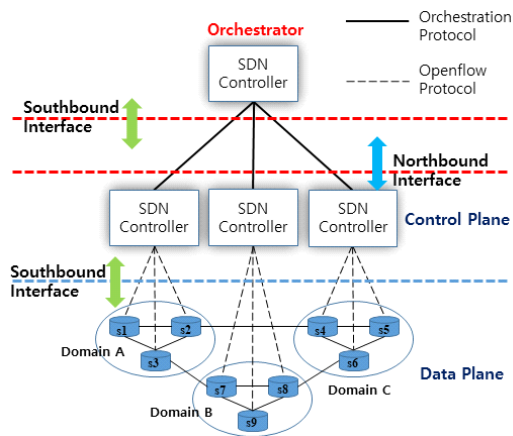 Orchestrator
Orchestration
Protocol
SDN
Controller
Openflow
Protocol
Southbound
Interface
Northbound
Interface
SDN
Controller
SDN
Controller
SDN
Controller
Control Plane
Southbound
Interface
s1
s2
s3
Domain A
s4
s5
s6
Domain C
s7
s8
s9
Domain B
Data Plane